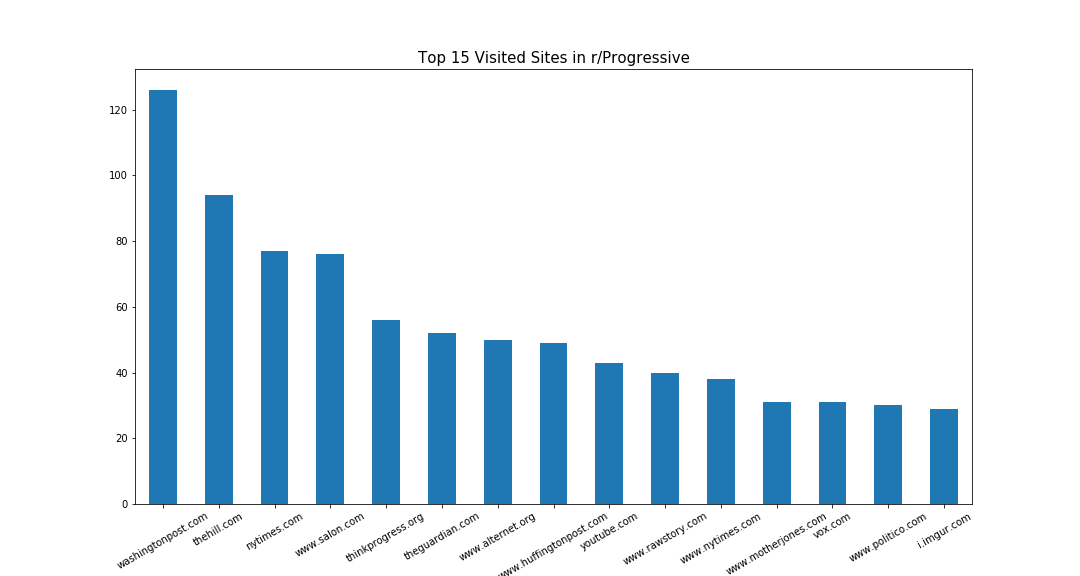 Top 15 Visited Sites in r/Progressive
120
100
80
60
40
20
0
washingtonpost.com
thehill.com
nytimes.com
www.salon.com
thinkprogress.org
theguardian.com
www.alternet.org
www.huffingtonpost.com
youtube.com
www.rawstory.com
www.nytimes.com
www.motherjones.com
vox.com
www.politico.com
i.imgur.com